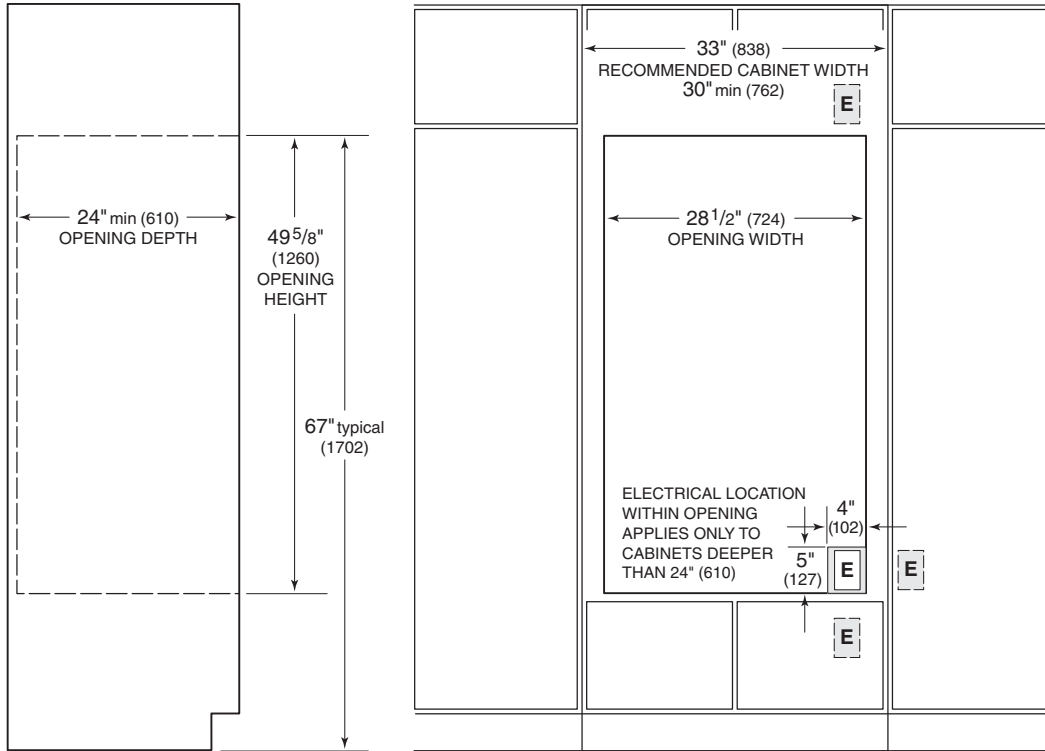 33" (838)
RECOMMENDED CABINET WIDTH
30" min (762)
E
24" min (610)
OPENING DEPTH
49 5/8"
(1260)
OPENING
HEIGHT
28 1/2" (724)
OPENING WIDTH
67" typical
(1702)
ELECTRICAL LOCATION
WITHIN OPENING
APPLIES ONLY TO
CABINETS DEEPER
THAN 24" (610)
4"
(102)
5"
(127)
E
E
E